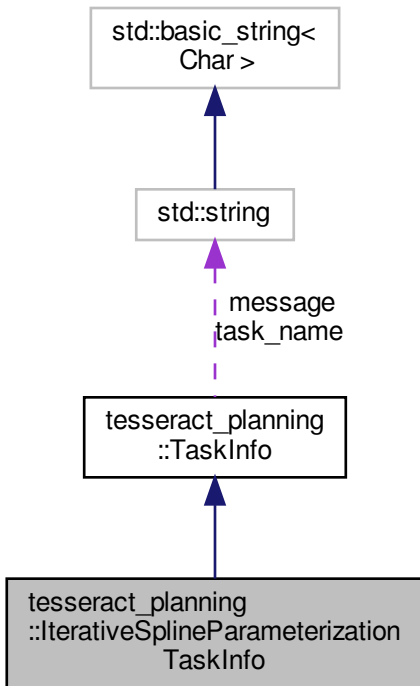 std::basic_string<
Char >
std::string
message
task_name
tesseract_planning
::TaskInfo
tesseract_planning
::IterativeSplineParameterization
TaskInfo